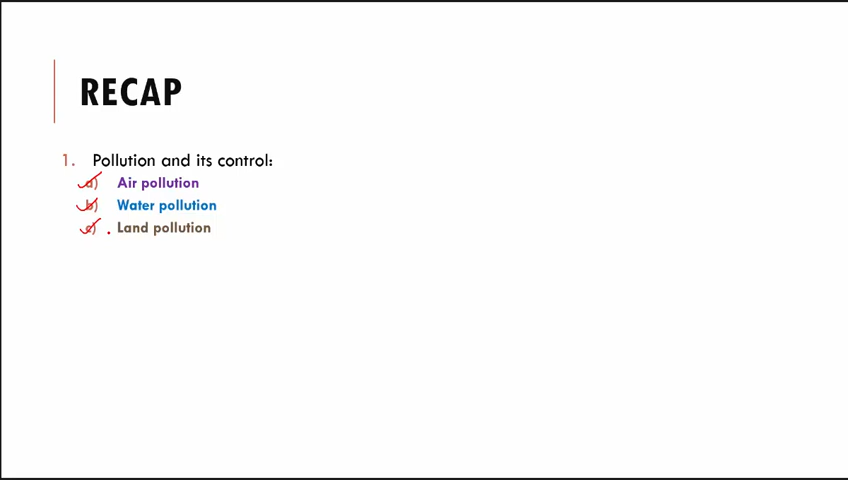 RECAP
1. Pollution and its control:
a) Air pollution
b) Water pollution
c) Land pollution